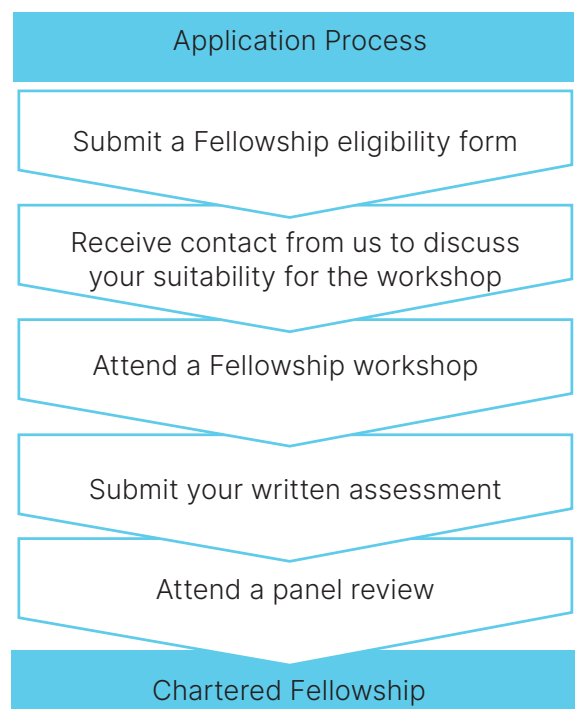 Application Process
Submit a Fellowship eligibility form
Receive contact from us to discuss
your suitability for the workshop
Attend a Fellowship workshop
Submit your written assessment
Attend a panel review
Chartered Fellowship